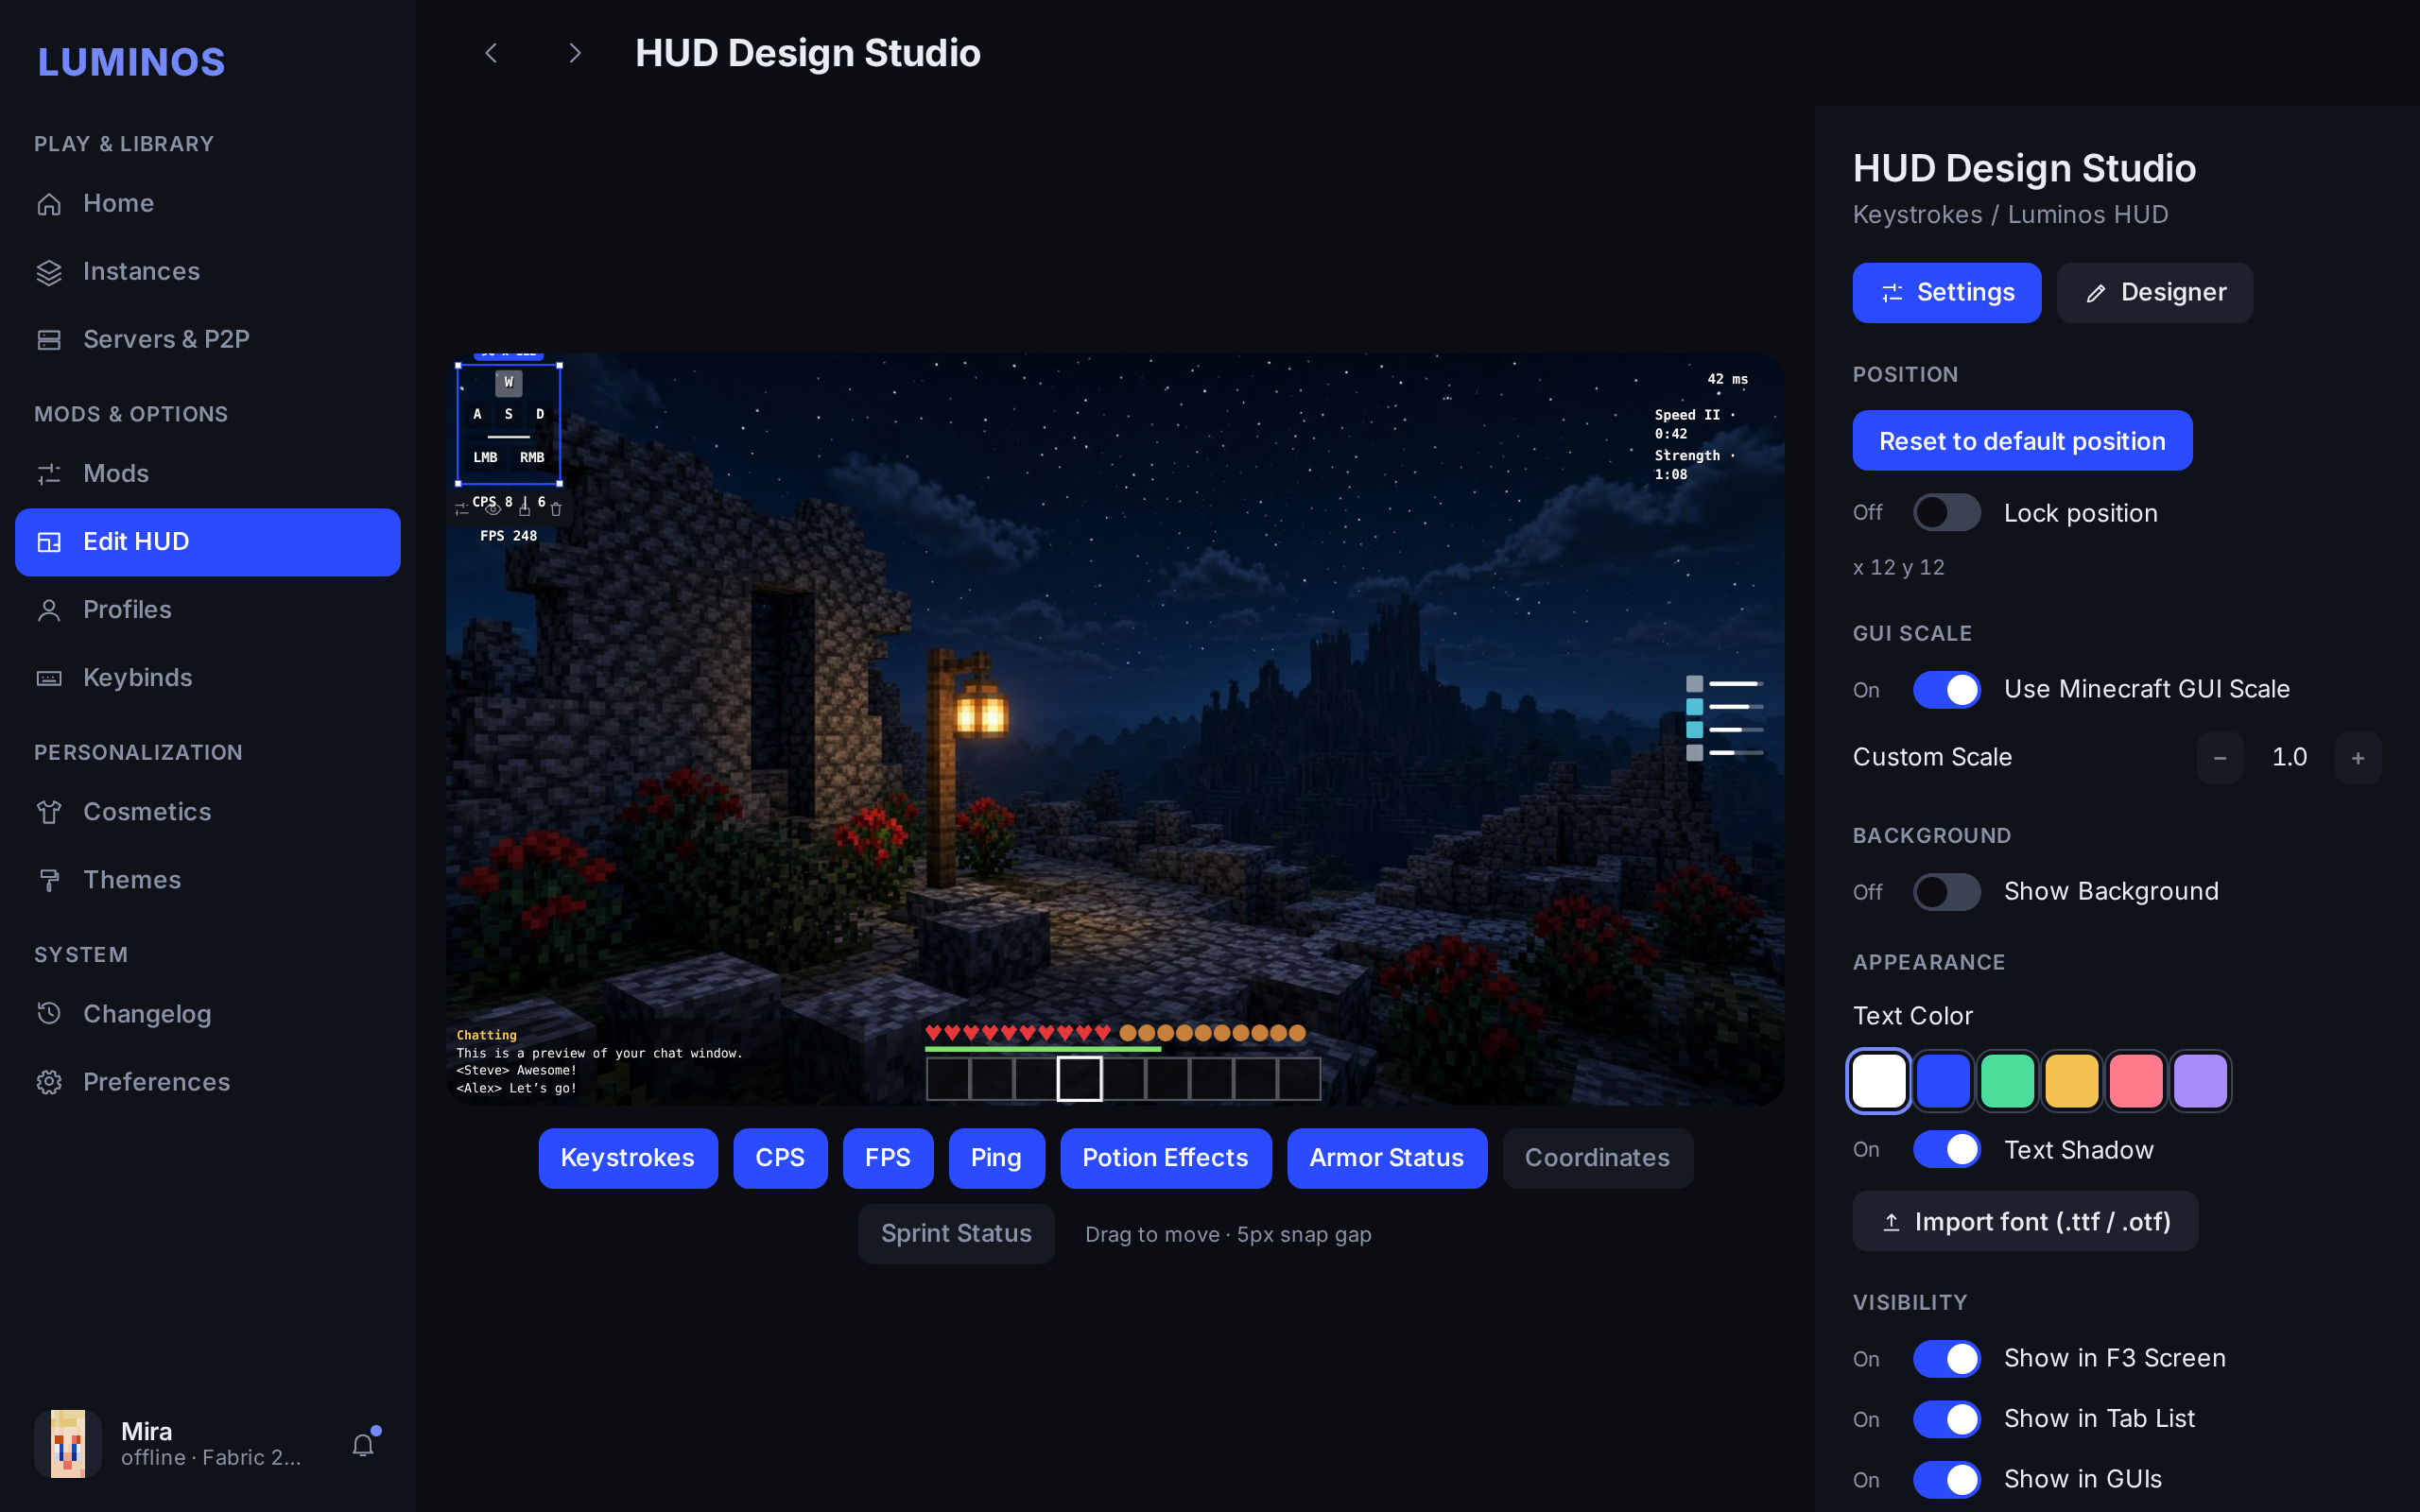 LUMINOS
PLAY & LIBRARY
Home
Instances
Servers & P2P
MODS & OPTIONS
Mods
Edit HUD
Profiles
Keybinds
PERSONALIZATION
Cosmetics
Themes
SYSTEM
Changelog
Preferences
Mira
offline · Fabric 2...
HUD Design Studio
W
A S D
LMB RMB
CPS 8 | 6
FPS 248
42 ms
Speed II ·
0:42
Strength ·
1:08
Chatting
This is a preview of your chat window.
<Steve> Awesome!
<Alex> Let's go!
Keystrokes
CPS
FPS
Ping
Potion Effects
Armor Status
Coordinates
Sprint Status
Drag to move · 5px snap gap
HUD Design Studio
Keystrokes / Luminos HUD
Settings
Designer
POSITION
Reset to default position
Off Lock position
x 12 y 12
GUI SCALE
On Use Minecraft GUI Scale
Custom Scale − 1.0 +
BACKGROUND
Off Show Background
APPEARANCE
Text Color
On Text Shadow
Import font (.ttf / .otf)
VISIBILITY
On Show in F3 Screen
On Show in Tab List
On Show in GUIs